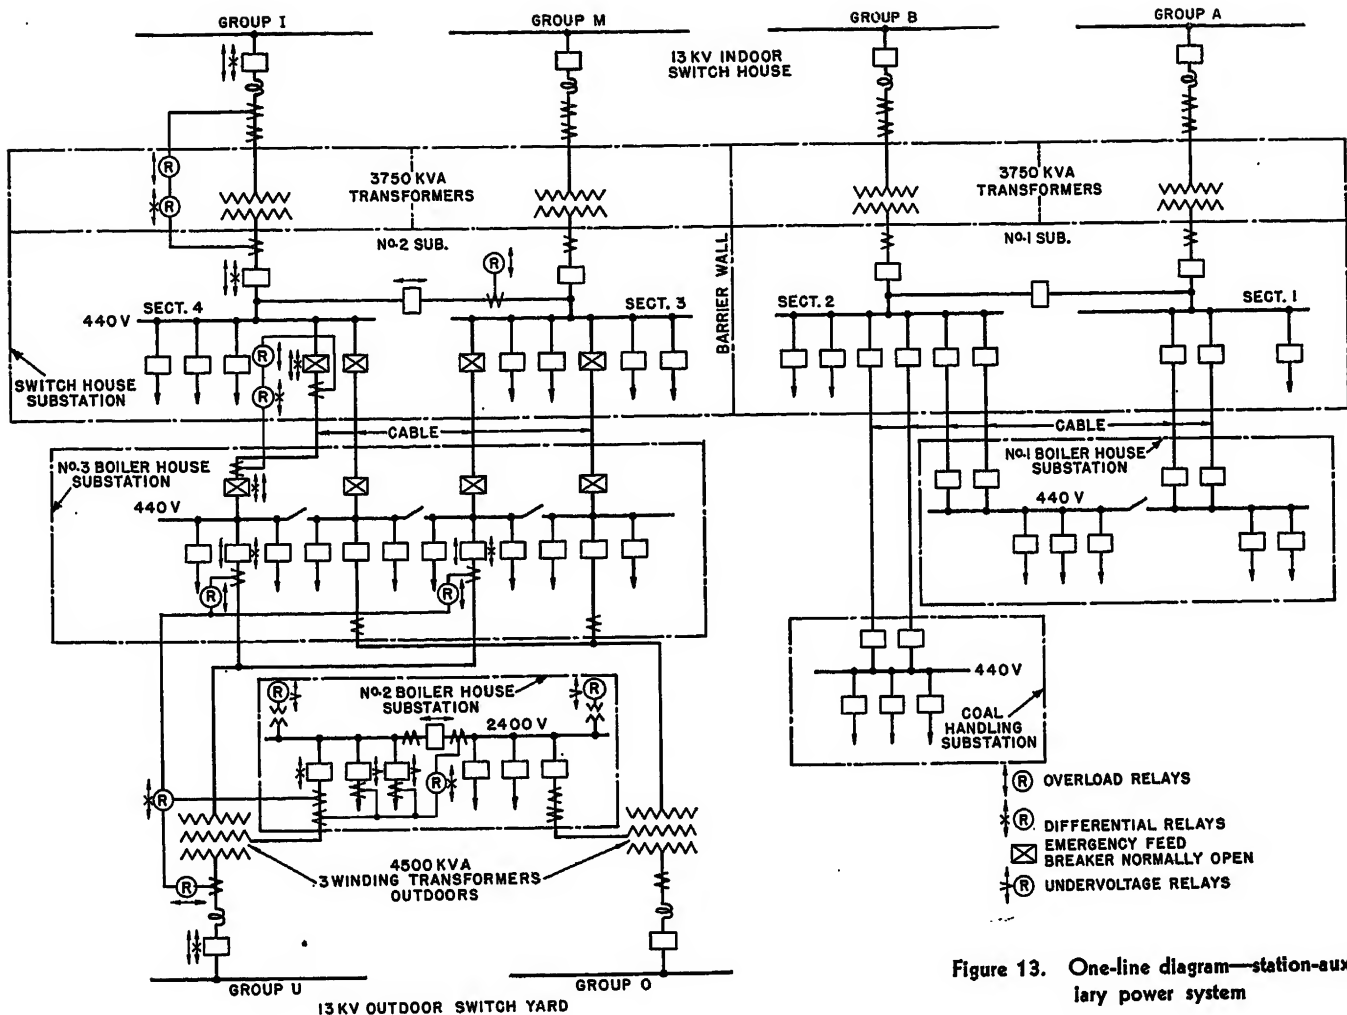 GROUP I
GROUP M
GROUP B
GROUP A
13 KV INDOOR
SWITCH HOUSE
R
R
3750 KVA
TRANSFORMERS
3750 KVA
TRANSFORMERS
No.2 SUB.
BARRIER WALL
No.1 SUB.
R
SECT. 4
SECT. 3
SECT. 2
SECT. 1
440 V
R
R
SWITCH HOUSE
SUBSTATION
CABLE
CABLE
No.3 BOILER HOUSE
SUBSTATION
No.1 BOILER HOUSE
SUBSTATION
440 V
440 V
R
R
No.2 BOILER HOUSE
SUBSTATION
R
R
2400 V
440 V
COAL
HANDLING
SUBSTATION
R
R
4500 KVA
3 WINDING TRANSFORMERS
OUTDOORS
R
R OVERLOAD RELAYS
R DIFFERENTIAL RELAYS
EMERGENCY FEED
BREAKER NORMALLY OPEN
R UNDERVOLTAGE RELAYS
GROUP U
GROUP O
13 KV OUTDOOR SWITCH YARD
Figure 13. One-line diagram—station-aux
iary power system